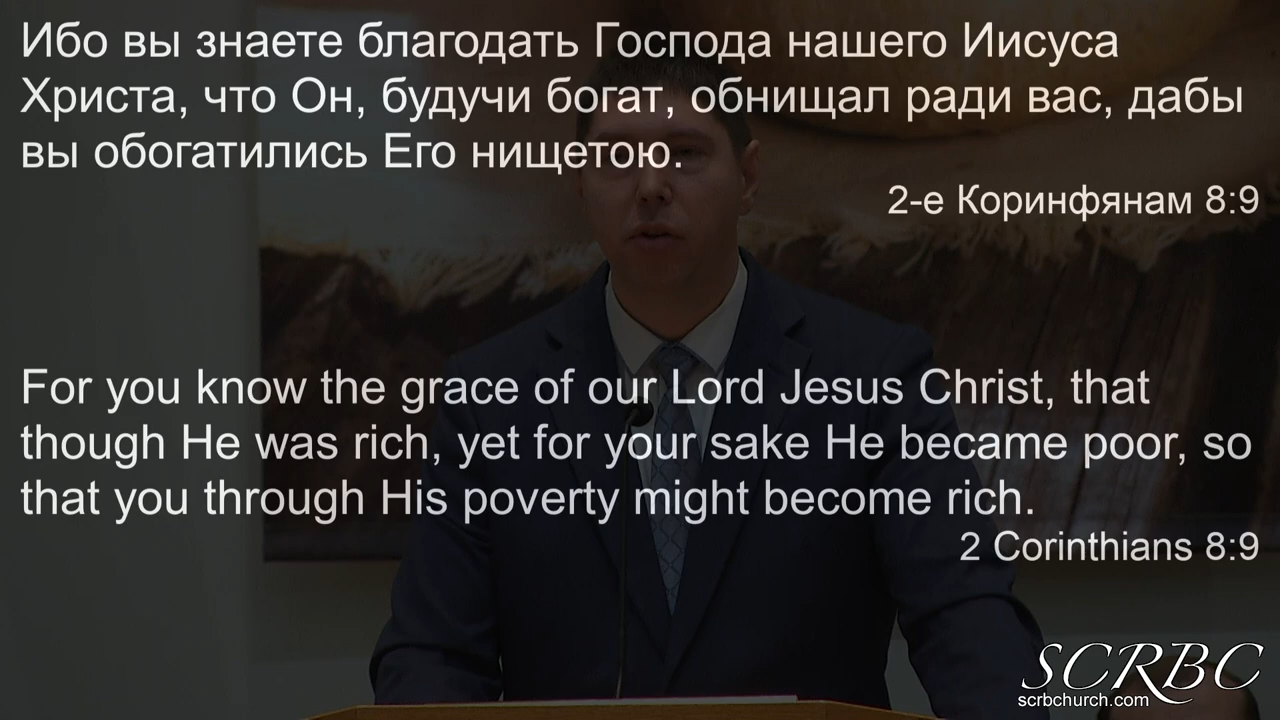 Ибо вы знаете благодать Господа нашего Иисуса
Христа, что Он, будучи богат, обнищал ради вас, дабы
вы обогатились Его нищетою.
2-е Коринфянам 8:9
For you know the grace of our Lord Jesus Christ, that
though He was rich, yet for your sake He became poor, so
that you through His poverty might become rich.
2 Corinthians 8:9
SCRBC
scrbchurch.com